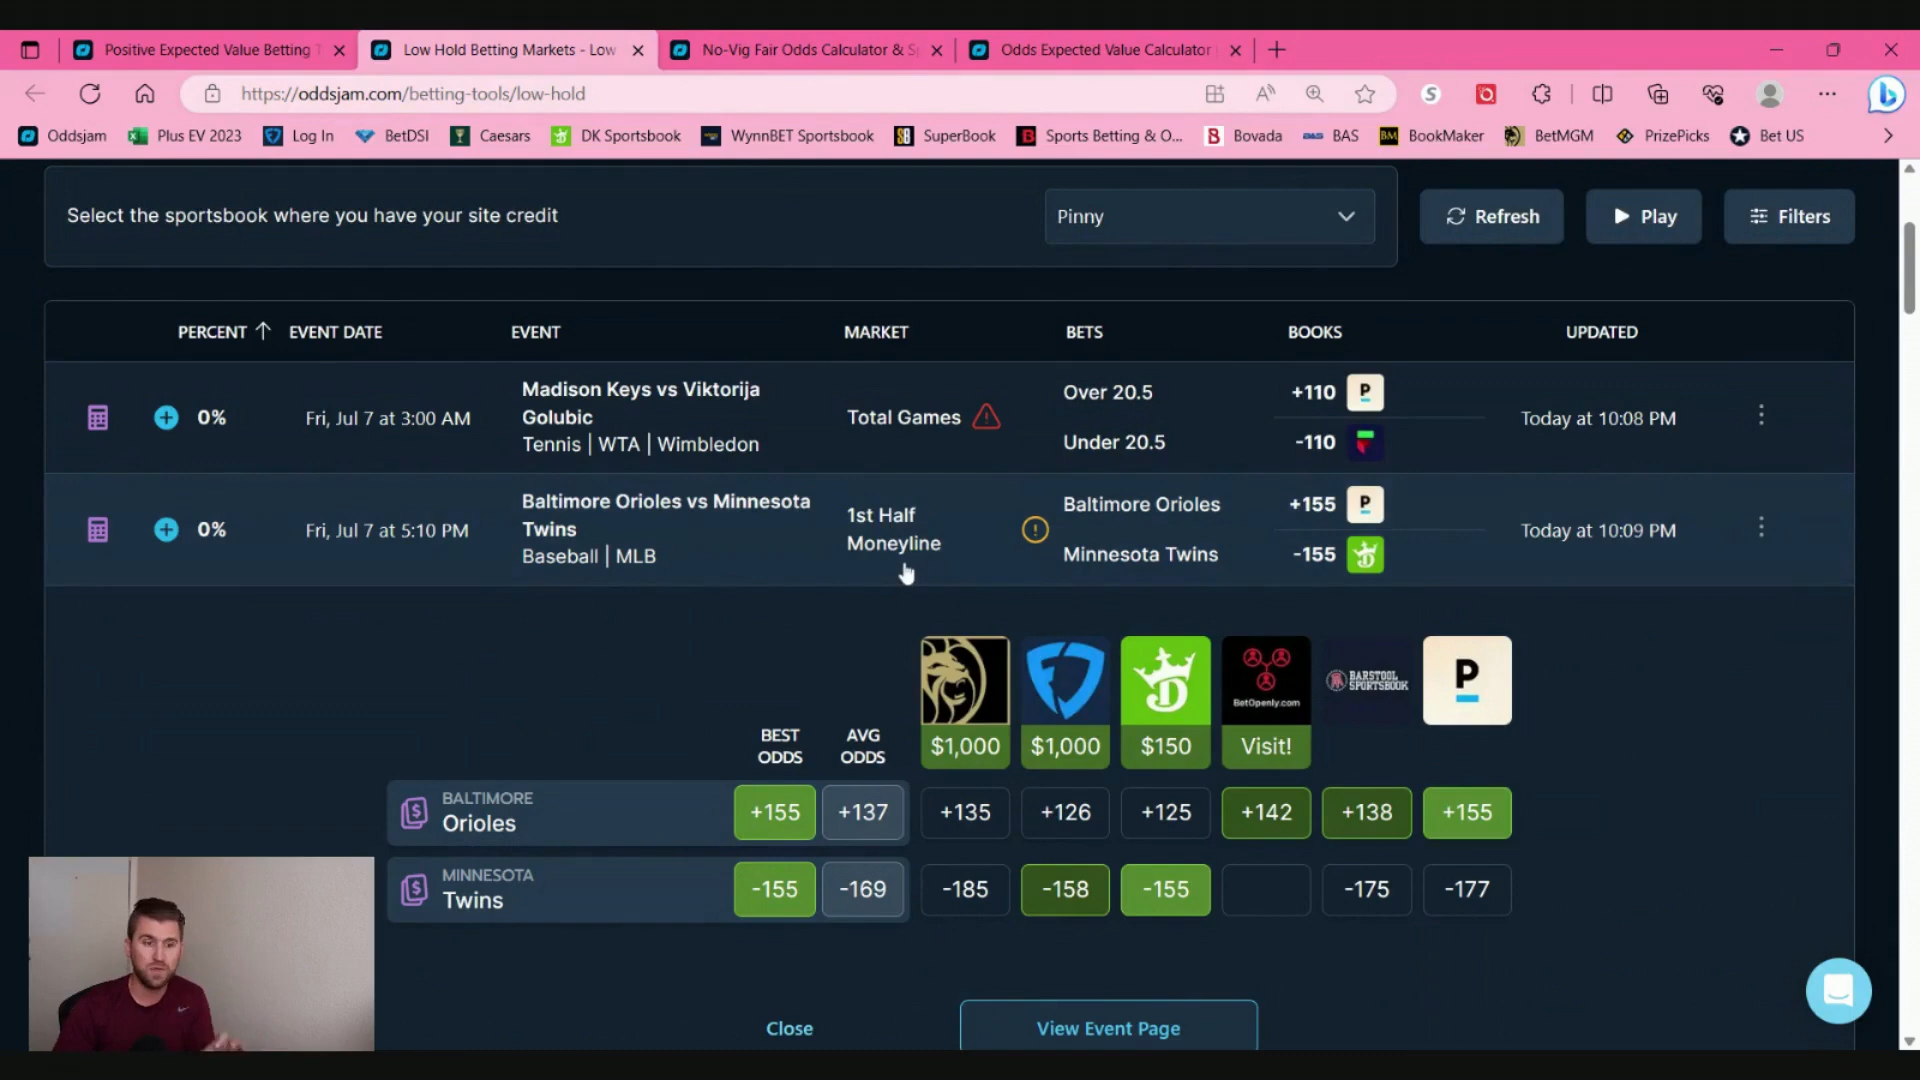 Positive Expected Value Betting T
Low Hold Betting Markets - Low
No-Vig Fair Odds Calculator & S
Odds Expected Value Calculator
https://oddsjam.com/betting-tools/low-hold
Oddsjam
Plus EV 2023
Log In
BetDSI
Caesars
DK Sportsbook
WynnBET Sportsbook
SuperBook
Sports Betting & O...
Bovada
BAS
BookMaker
BetMGM
PrizePicks
Bet US
Select the sportsbook where you have your site credit
Pinny
Refresh
Play
Filters
PERCENT
EVENT DATE
EVENT
MARKET
BETS
BOOKS
UPDATED
0%
Fri, Jul 7 at 3:00 AM
Madison Keys vs Viktorija
Golubic
Tennis | WTA | Wimbledon
Total Games
Over 20.5
Under 20.5
+110
-110
Today at 10:08 PM
0%
Fri, Jul 7 at 5:10 PM
Baltimore Orioles vs Minnesota
Twins
Baseball | MLB
1st Half
Moneyline
Baltimore Orioles
Minnesota Twins
+155
-155
Today at 10:09 PM
BetOpenly.com
BARSTOOL
SPORTSBOOK
P
BEST
ODDS
AVG
ODDS
$1,000
$1,000
$150
Visit!
BALTIMORE
Orioles
+155
+137
+135
+126
+125
+142
+138
+155
MINNESOTA
Twins
-155
-169
-185
-158
-155
-175
-177
Close
View Event Page